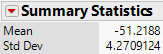 Summary Statistics
Mean -51.2188
Std Dev 4.2709124